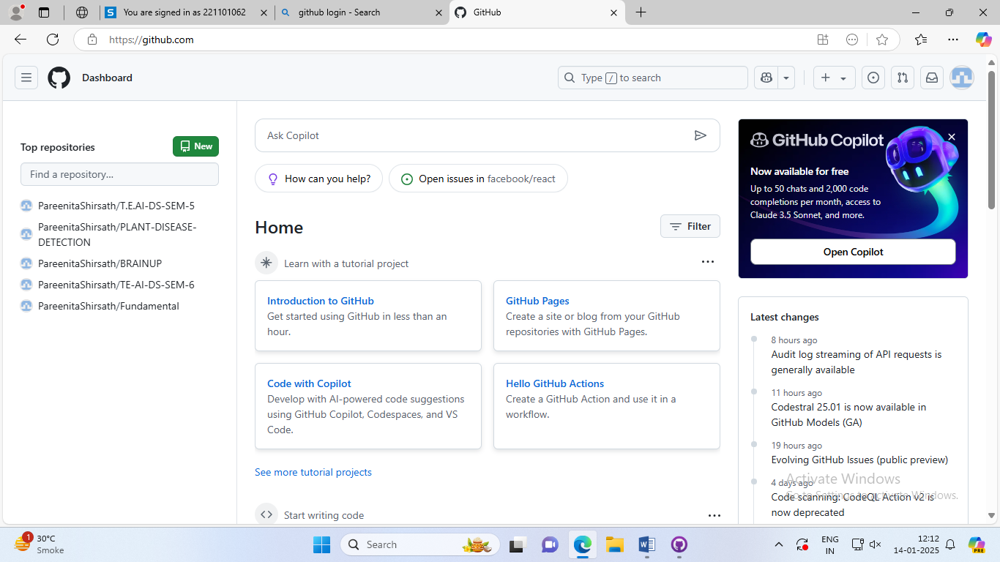 You are signed in as 221101062
github login - Search
GitHub
https://github.com
Dashboard
Type / to search
Top repositories
New
Find a repository...
PareenitaShirsath/T.E.AI-DS-SEM-5
PareenitaShirsath/PLANT-DISEASE-
DETECTION
PareenitaShirsath/BRAINUP
PareenitaShirsath/TE-AI-DS-SEM-6
PareenitaShirsath/Fundamental
Ask Copilot
How can you help?
Open issues in facebook/react
Home
Filter
Learn with a tutorial project
Introduction to GitHub
Get started using GitHub in less than an
hour.
GitHub Pages
Create a site or blog from your GitHub
repositories with GitHub Pages.
Code with Copilot
Develop with AI-powered code suggestions
using GitHub Copilot, Codespaces, and VS
Code.
Hello GitHub Actions
Create a GitHub Action and use it in a
workflow.
See more tutorial projects
Start writing code
GitHub Copilot
Now available for free
Up to 50 chats and 2,000 code
completions per month, access to
Claude 3.5 Sonnet, and more.
Open Copilot
Latest changes
8 hours ago
Audit log streaming of API requests is
generally available
11 hours ago
Codestral 25.01 is now available in
GitHub Models (GA)
19 hours ago
Evolving GitHub Issues (public preview)
4 days ago
Code scanning: CodeQL Action v2 is
now deprecated
Activate Windows
Go to Settings to activate Windows.
1
30°C
Smoke
Search
ENG
IN
12:12
14-01-2025
PRE